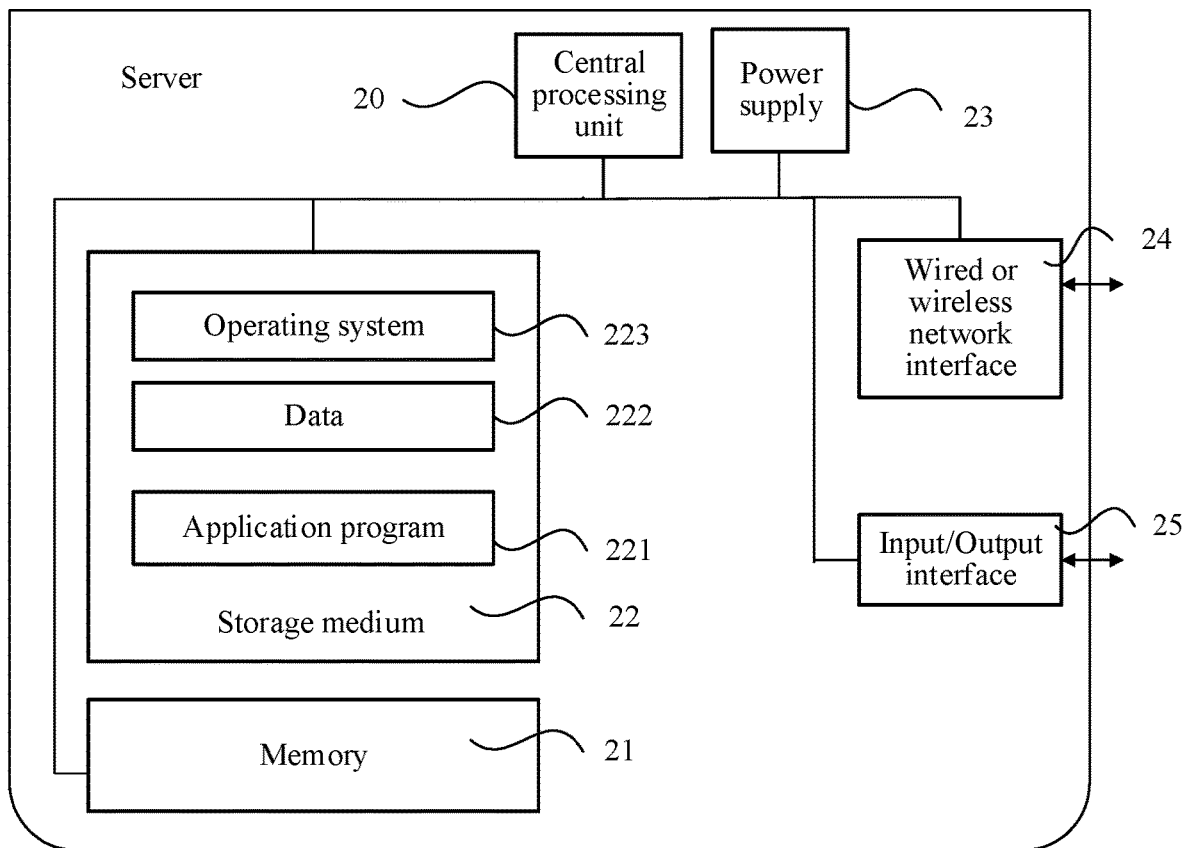 Server
20
Central
processing
unit
Power
supply
23
24
Wired or
wireless
network
interface
Operating system
223
Data
222
Application program
221
25
Input/Output
interface
Storage medium
22
Memory
21